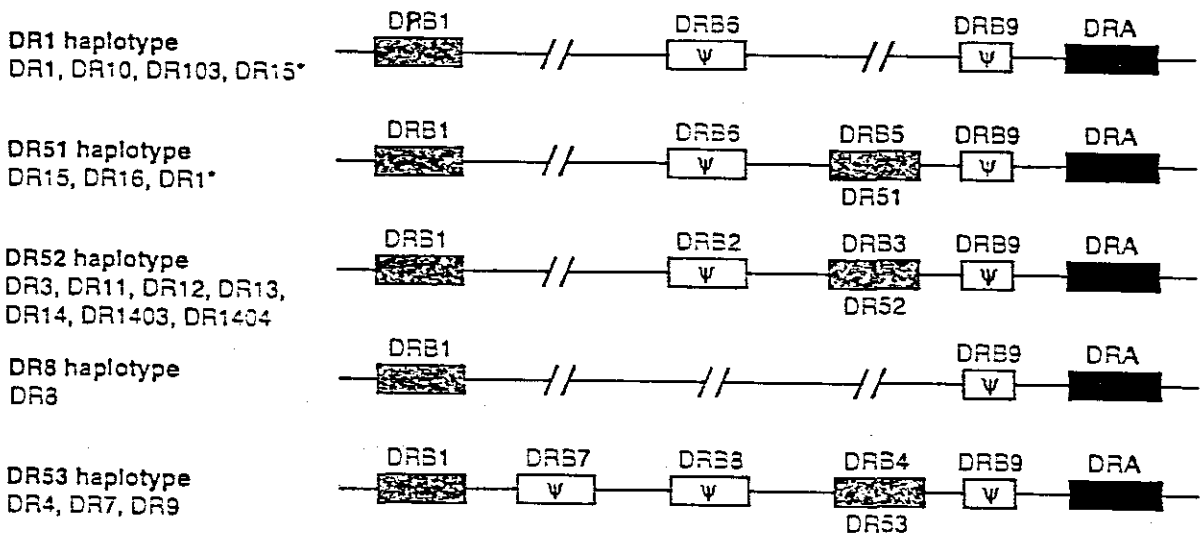 DRB1 DRB6 DRB9 DRA
DR1 haplotype
DR1, DR10, DR103, DR15*
Ψ Ψ
DRB1 DRB6 DRB5 DRB9 DRA
DR51 haplotype
DR15, DR16, DR1*
Ψ Ψ
DR51
DRB1 DRB2 DRB3 DRB9 DRA
DR52 haplotype
DR3, DR11, DR12, DR13,
DR14, DR1403, DR1404
Ψ Ψ
DR52
DRB1 DRB9 DRA
DR8 haplotype
DR8
Ψ
DRB1 DRB7 DRB8 DRB4 DRB9 DRA
DR53 haplotype
DR4, DR7, DR9
Ψ Ψ Ψ
DR53